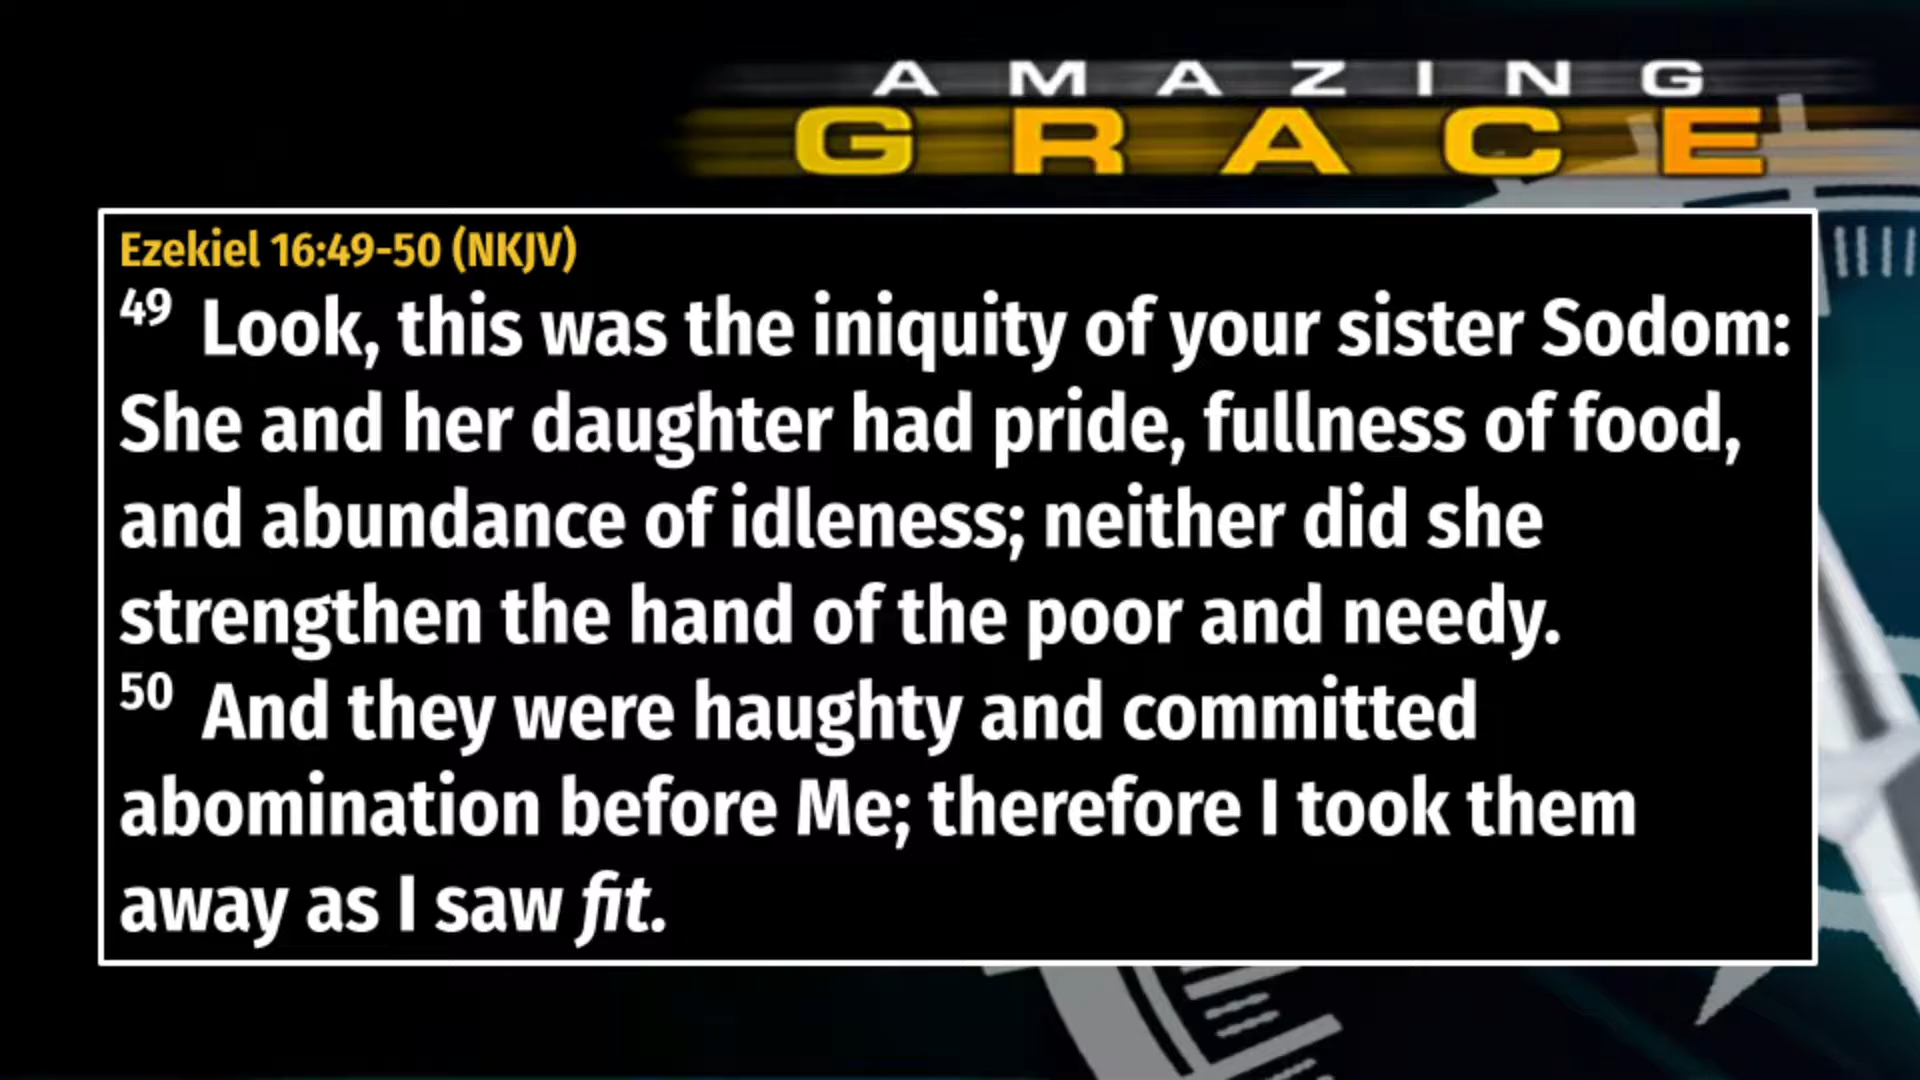 AMAZING
GRACE
Ezekiel 16:49-50 (NKJV)
49 Look, this was the iniquity of your sister Sodom:
She and her daughter had pride, fullness of food,
and abundance of idleness; neither did she
strengthen the hand of the poor and needy.
50 And they were haughty and committed
abomination before Me; therefore I took them
away as I saw fit.